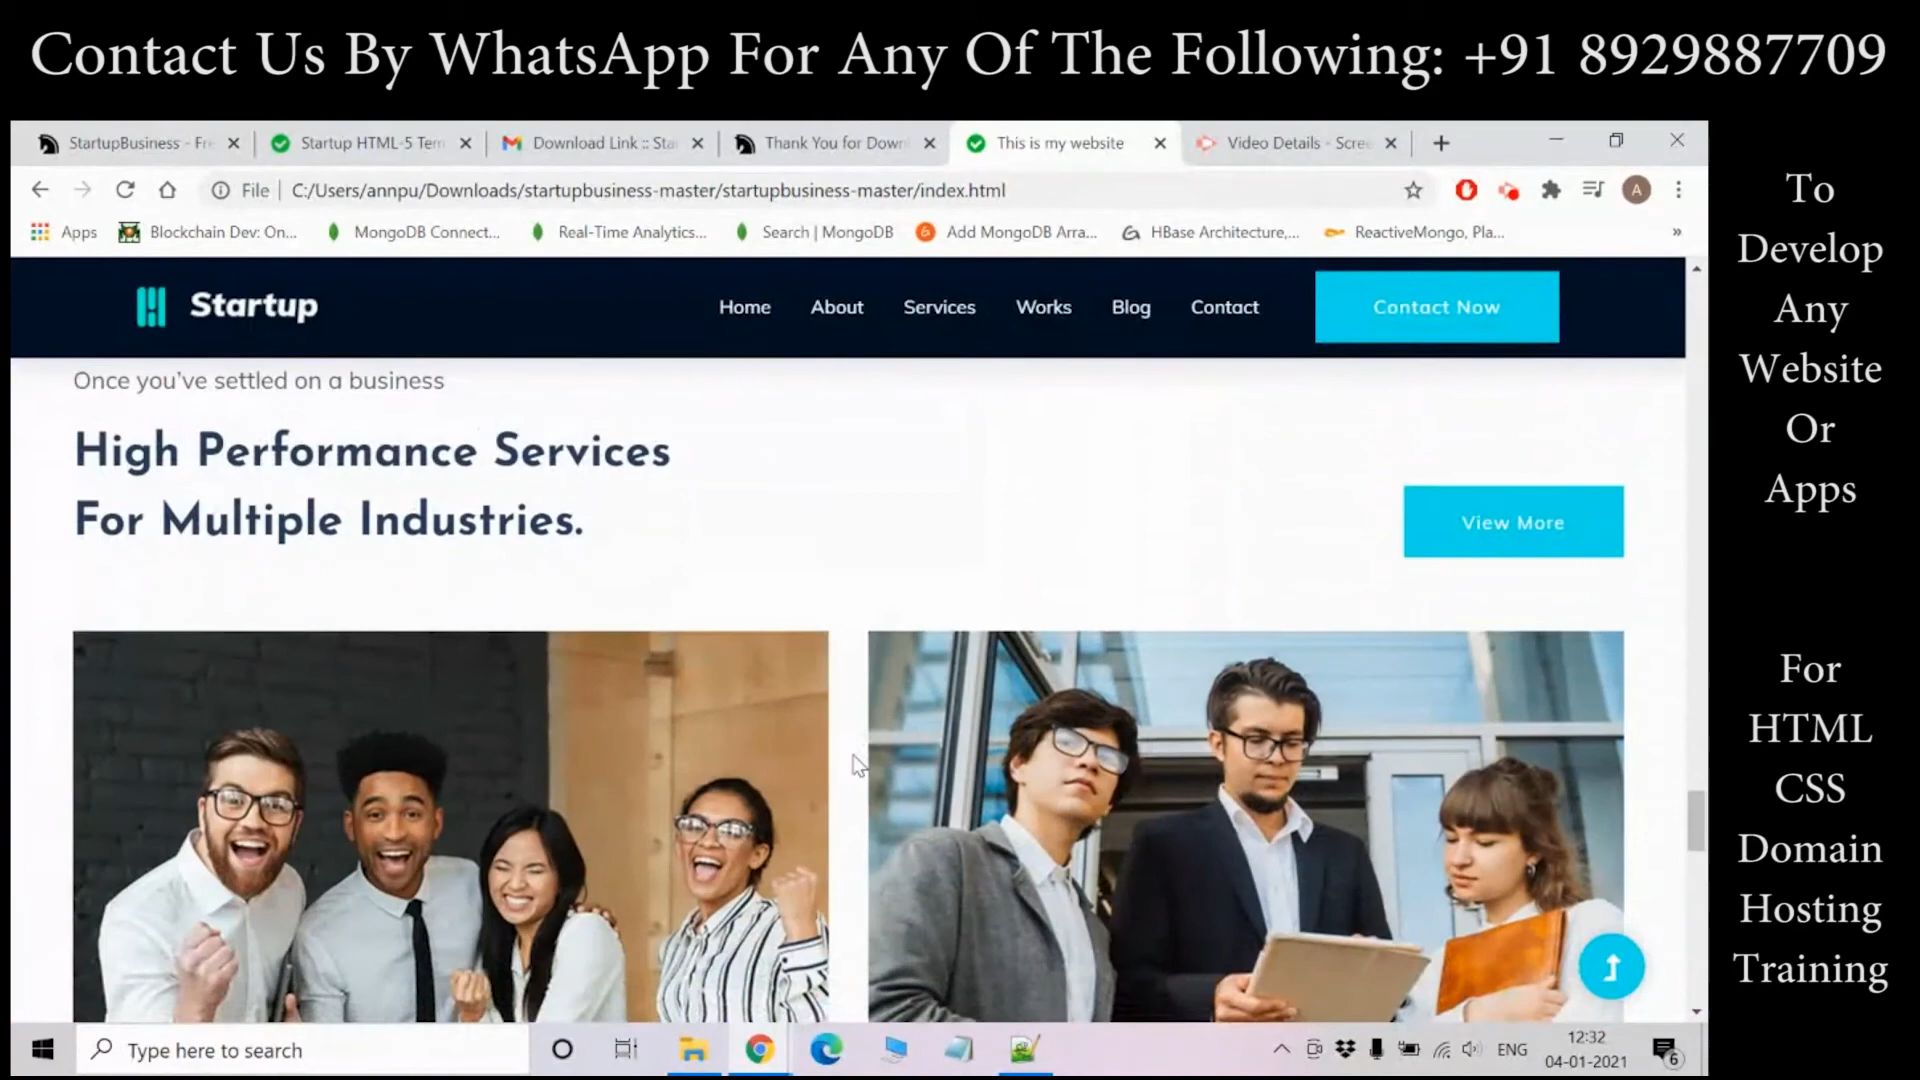 Contact Us By WhatsApp For Any Of The Following: +91 8929887709
StartupBusiness - Fre
Startup HTML-5 Tem
Download Link :: Sta
Thank You for Down
This is my website
Video Details - Scree
File
C:/Users/annpu/Downloads/startupbusiness-master/startupbusiness-master/index.html
A
Apps
Blockchain Dev: On...
MongoDB Connect...
Real-Time Analytics...
Search | MongoDB
Add MongoDB Arra...
HBase Architecture,...
ReactiveMongo, Pla...
»
Startup
Home
About
Services
Works
Blog
Contact
Contact Now
Once you've settled on a business
High Performance Services
For Multiple Industries.
View More
Type here to search
ENG
12:32
04-01-2021
6
To
Develop
Any
Website
Or
Apps
For
HTML
CSS
Domain
Hosting
Training